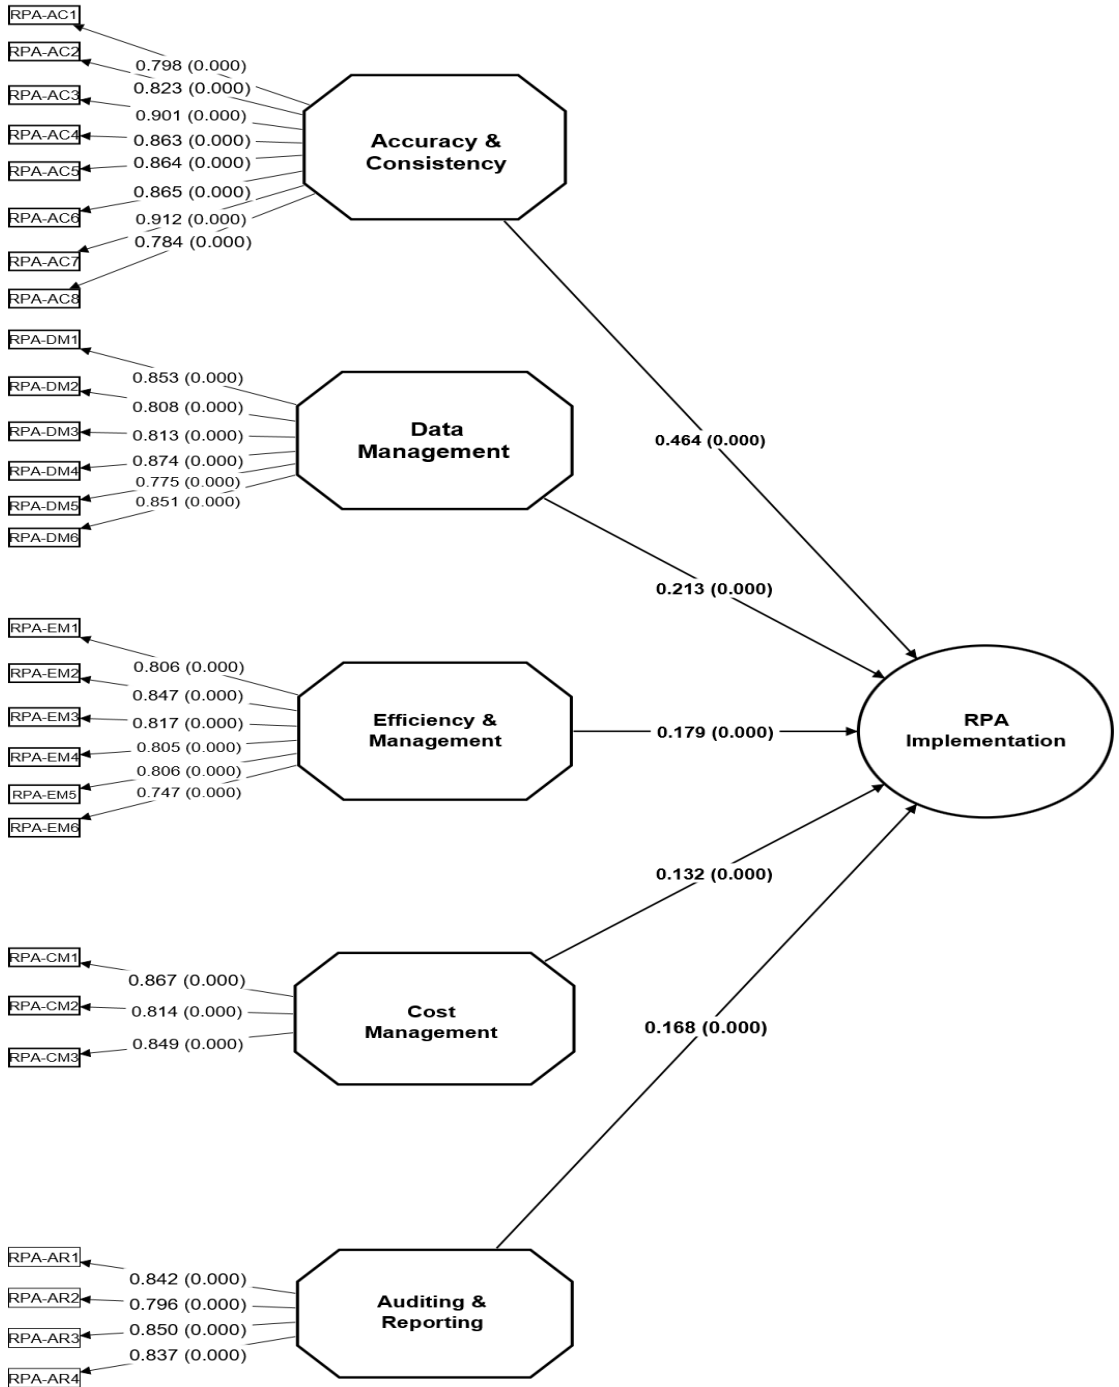 RPA-AC1
RPA-AC2
RPA-AC3
RPA-AC4
RPA-AC5
RPA-AC6
RPA-AC7
RPA-AC8
0.798 (0.000)
0.823 (0.000)
0.901 (0.000)
0.863 (0.000)
0.864 (0.000)
0.865 (0.000)
0.912 (0.000)
0.784 (0.000)
Accuracy &
Consistency
0.464 (0.000)
RPA-DM1
RPA-DM2
RPA-DM3
RPA-DM4
RPA-DM5
RPA-DM6
0.853 (0.000)
0.808 (0.000)
0.813 (0.000)
0.874 (0.000)
0.775 (0.000)
0.851 (0.000)
Data
Management
0.213 (0.000)
RPA-EM1
RPA-EM2
RPA-EM3
RPA-EM4
RPA-EM5
RPA-EM6
0.806 (0.000)
0.847 (0.000)
0.817 (0.000)
0.805 (0.000)
0.806 (0.000)
0.747 (0.000)
Efficiency &
Management
0.179 (0.000)
RPA
Implementation
RPA-CM1
RPA-CM2
RPA-CM3
0.867 (0.000)
0.814 (0.000)
0.849 (0.000)
Cost
Management
0.132 (0.000)
RPA-AR1
RPA-AR2
RPA-AR3
RPA-AR4
0.842 (0.000)
0.796 (0.000)
0.850 (0.000)
0.837 (0.000)
Auditing &
Reporting
0.168 (0.000)